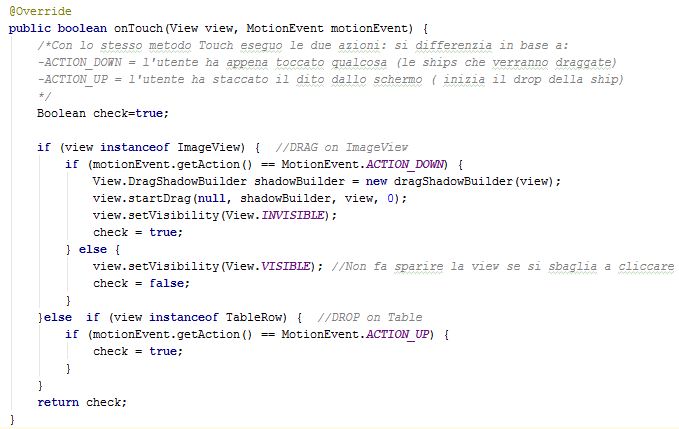 @Override
public boolean onTouch(View view, MotionEvent motionEvent) {
/*Con lo stesso metodo Touch eseguo le due azioni: si differenzia in base a:
-ACTION_DOWN = l'utente ha appena toccato qualcosa (le ships che verranno draggate)
-ACTION_UP = l'utente ha staccato il dito dallo schermo ( inizia il drop della ship)
*/
Boolean check=true;
if (view instanceof ImageView) {  //DRAG on ImageView
if (motionEvent.getAction() == MotionEvent.ACTION_DOWN) {
View.DragShadowBuilder shadowBuilder = new dragShadowBuilder(view);
view.startDrag(null, shadowBuilder, view, 0);
view.setVisibility(View.INVISIBLE);
check = true;
} else {
view.setVisibility(View.VISIBLE); //Non fa sparire la view se si sbaglia a cliccare
check = false;
}
}else  if (view instanceof TableRow) {  //DROP on Table
if (motionEvent.getAction() == MotionEvent.ACTION_UP) {
check = true;
}
}
return check;
}